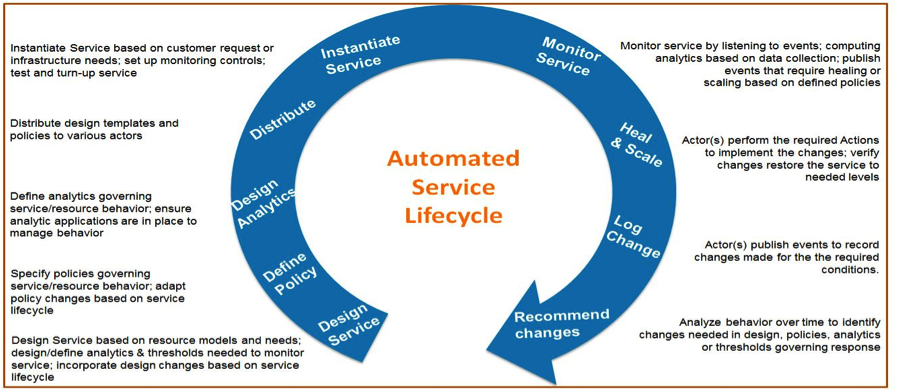 Instantiate Service based on customer request or
infrastructure needs; set up monitoring controls;
test and turn-up service
Distribute design templates and
policies to various actors
Define analytics governing
service/resource behavior; ensure
analytic applications are in place to
manage behavior
Specify policies governing
service/resource behavior; adapt
policy changes based on service
lifecycle
Design Service based on resource models and needs;
design/define analytics & thresholds needed to monitor
service; incorporate design changes based on service
lifecycle
Instantiate
Service
Distribute
Design
Analytics
Define
Policy
Design
Service
Automated
Service
Lifecycle
Monitor
Service
Heal
& Scale
Log
Change
Recommend
changes
Monitor service by listening to events; computing
analytics based on data collection; publish
events that require healing or
scaling based on defined policies
Actor(s) perform the required Actions
to implement the changes; verify
changes restore the service to
needed levels
Actor(s) publish events to record
changes made for the the required
conditions.
Analyze behavior over time to identify
changes needed in design, policies, analytics
or thresholds governing response